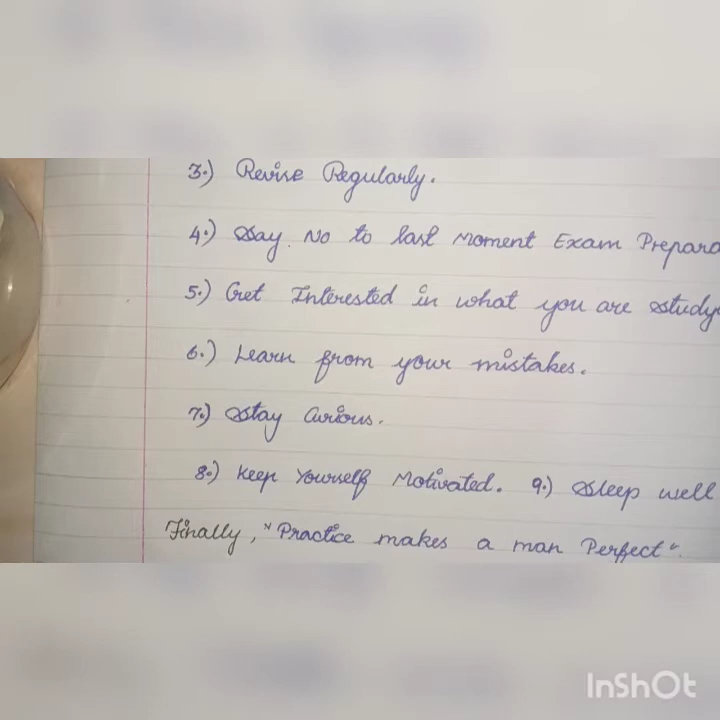 3.) Revise Regularly.
4.) Say No to last Moment Exam Prepara
5.) Get Interested in what you are study
6.) Learn from your mistakes.
7.) Stay Curious.
8.) Keep Yourself Motivated. 9.) Sleep well
Finally, "Practice makes a man Perfect".
InShOt